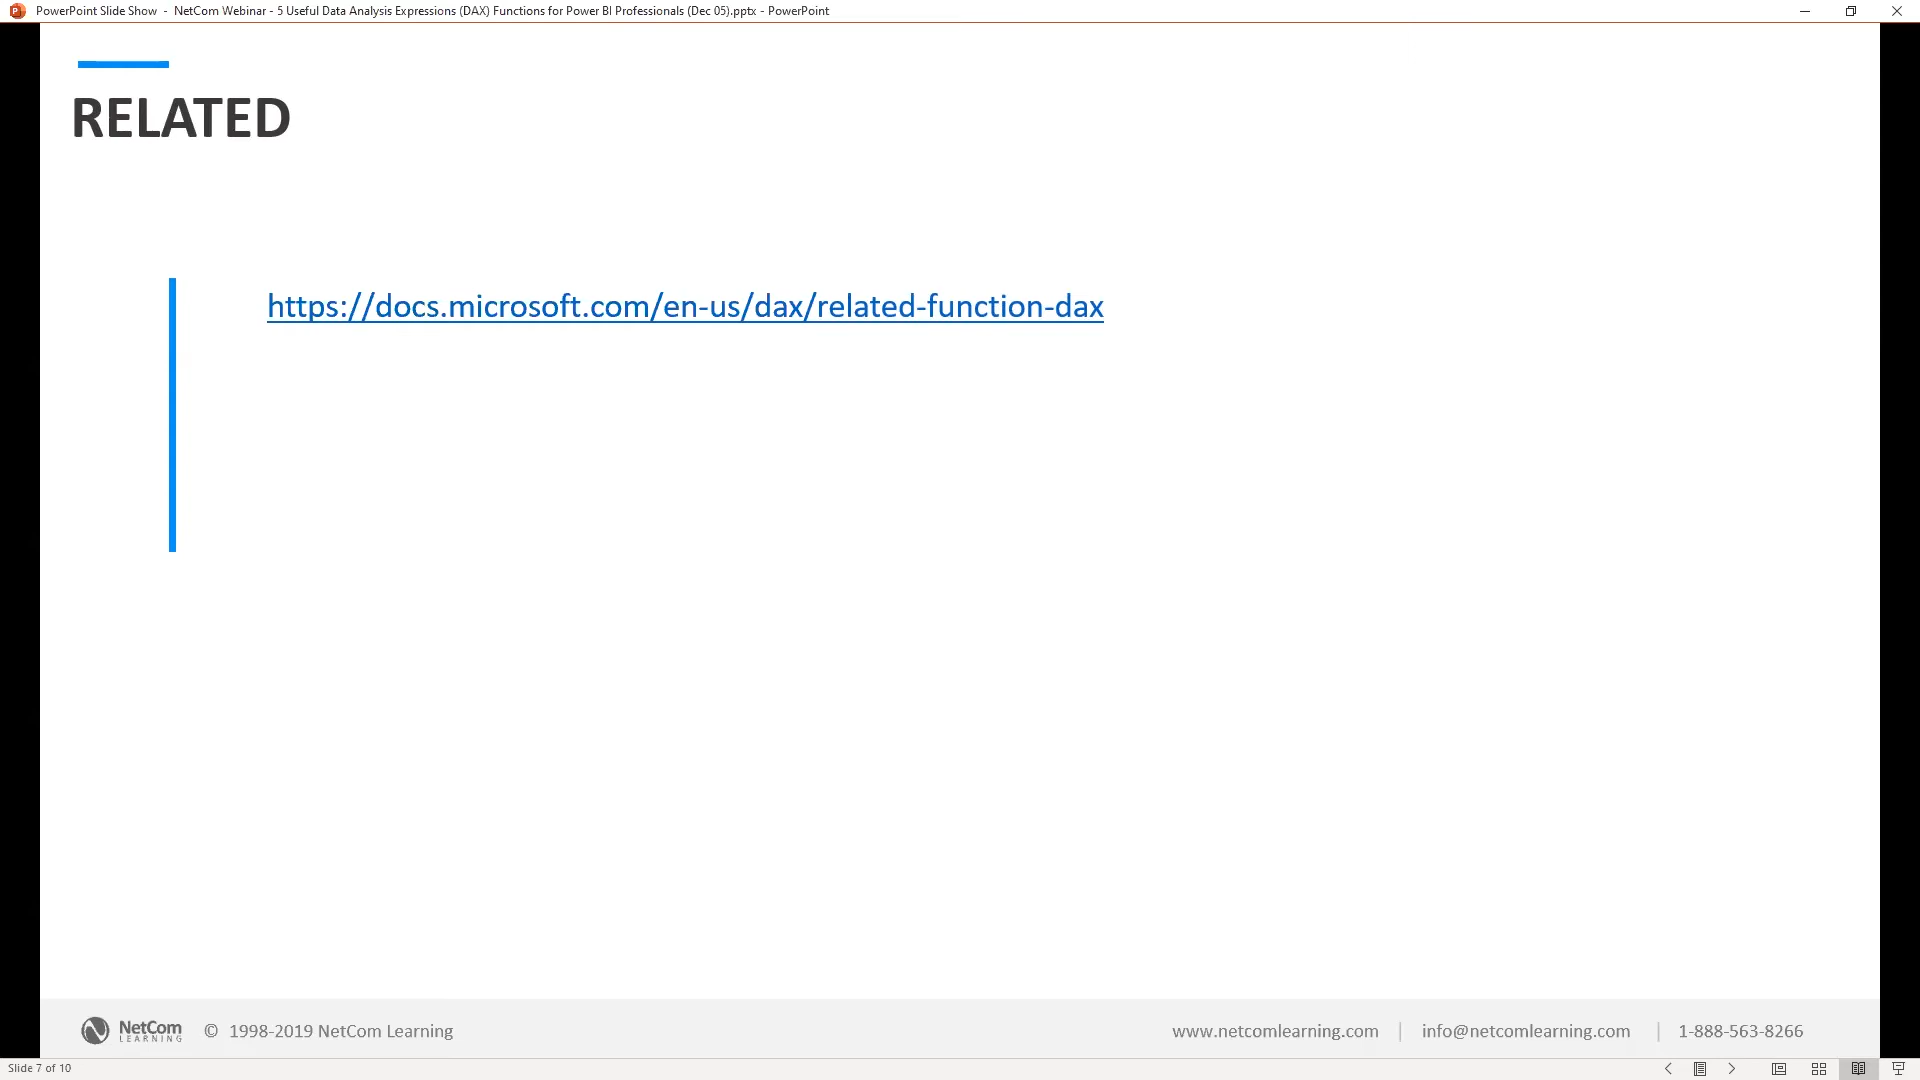 PowerPoint Slide Show - NetCom Webinar - 5 Useful Data Analysis Expressions (DAX) Functions for Power BI Professionals (Dec 05).pptx - PowerPoint
RELATED
https://docs.microsoft.com/en-us/dax/related-function-dax
NetCom
LEARNING
© 1998-2019 NetCom Learning
www.netcomlearning.com | info@netcomlearning.com | 1-888-563-8266
Slide 7 of 10